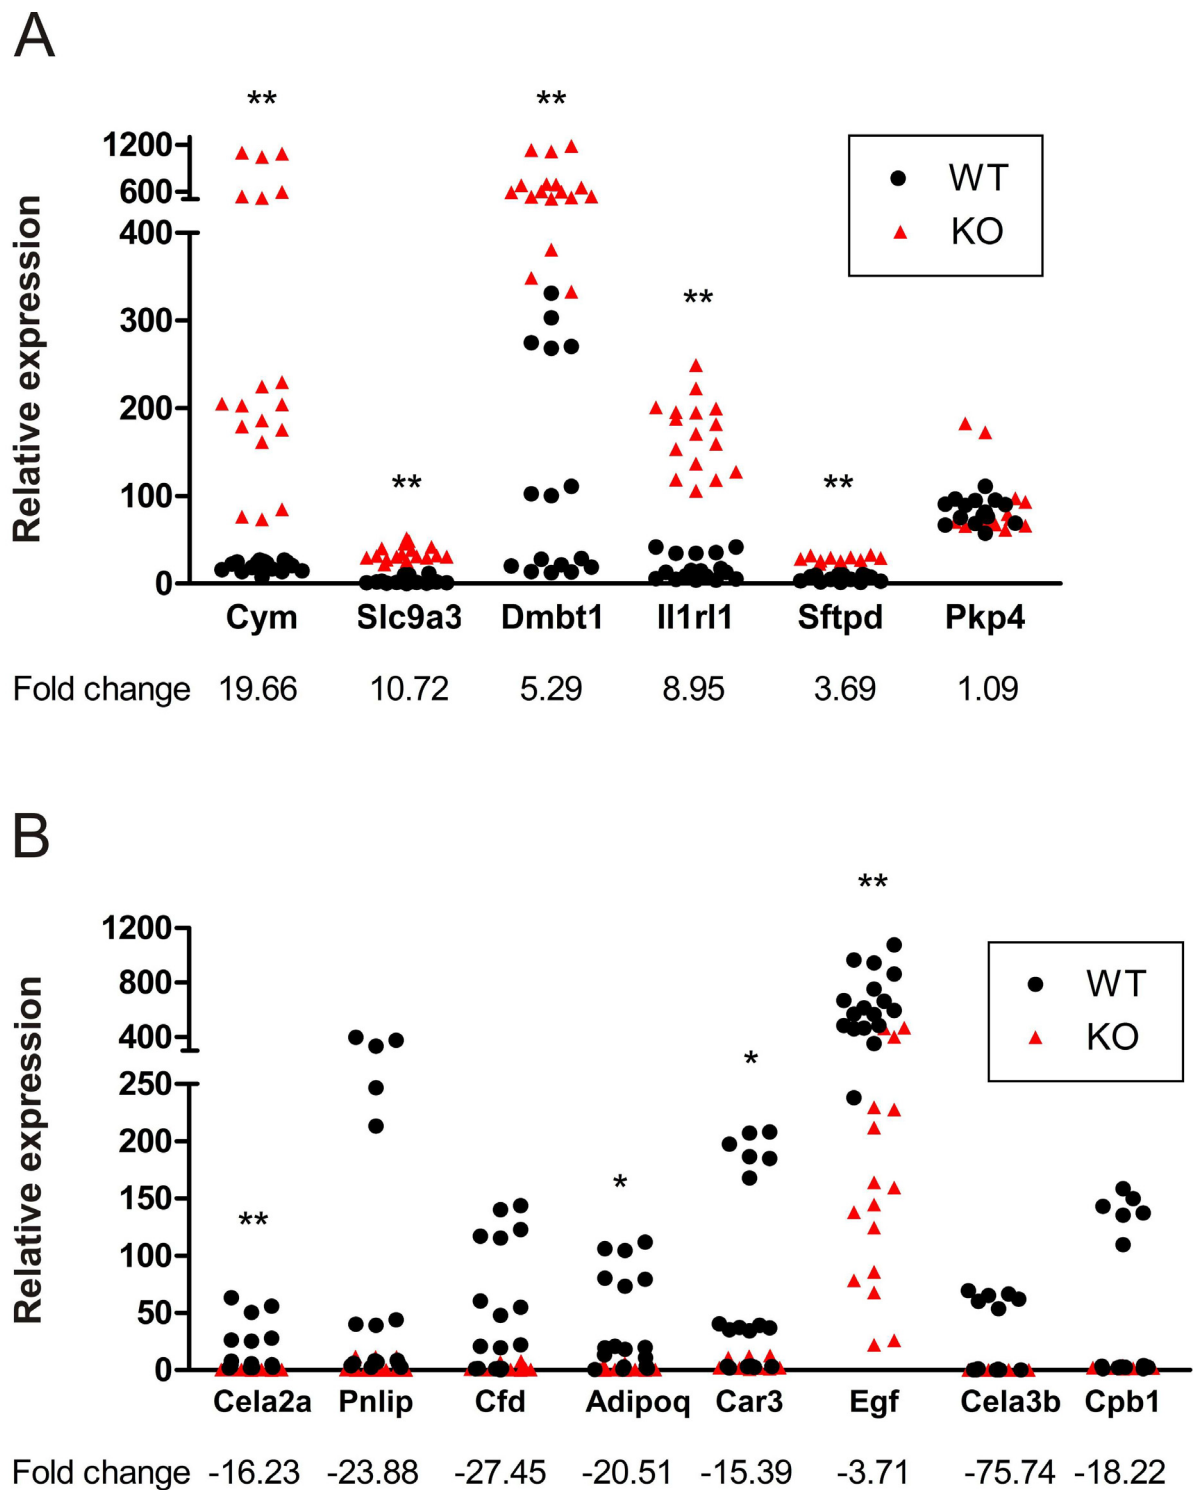 A
** **
1200
600
400
300
200
100
0
Relative expression
WT
KO
**
** **
Cym Slc9a3 Dmbt1 Il1rl1 Sftpd Pkp4
Fold change 19.66 10.72 5.29 8.95 3.69 1.09
B
**
1200
800
400
250
200
150
100
50
0
Relative expression
WT
KO
*
*
**
Cela2a Pnlip Cfd Adipoq Car3 Egf Cela3b Cpb1
Fold change -16.23 -23.88 -27.45 -20.51 -15.39 -3.71 -75.74 -18.22